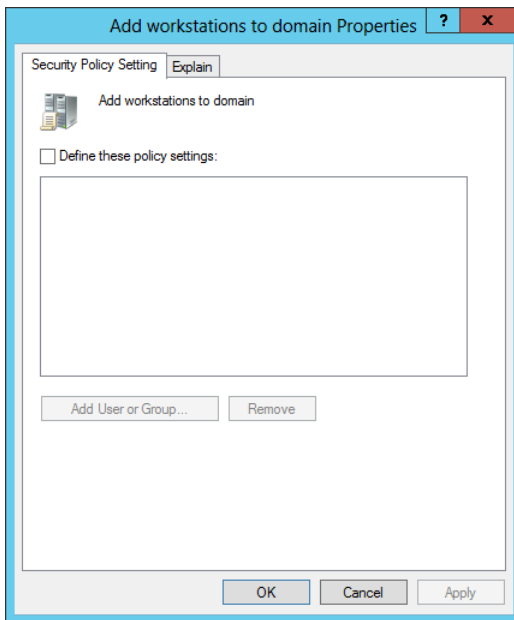 Add workstations to domain Properties ? x
Security Policy Setting Explain
Add workstations to domain
Define these policy settings:
Add User or Group... Remove
OK Cancel Apply